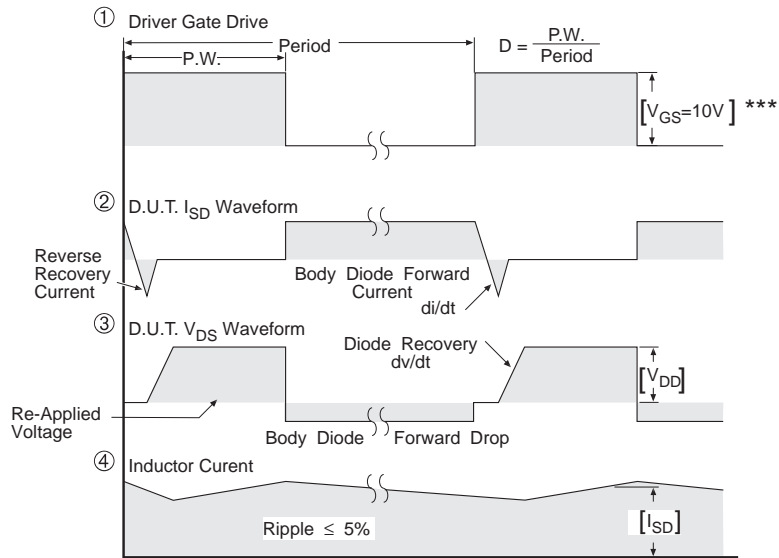 ① Driver Gate Drive
Period
P.W.
D = P.W.
Period
[VGS=10V] ***
② D.U.T. ISD Waveform
Reverse
Recovery
Current
Body Diode Forward
Current
di/dt
③ D.U.T. VDS Waveform
Diode Recovery
dv/dt
[VDD]
Re-Applied
Voltage
Body Diode Forward Drop
④ Inductor Curent
Ripple ≤ 5%
[ISD]